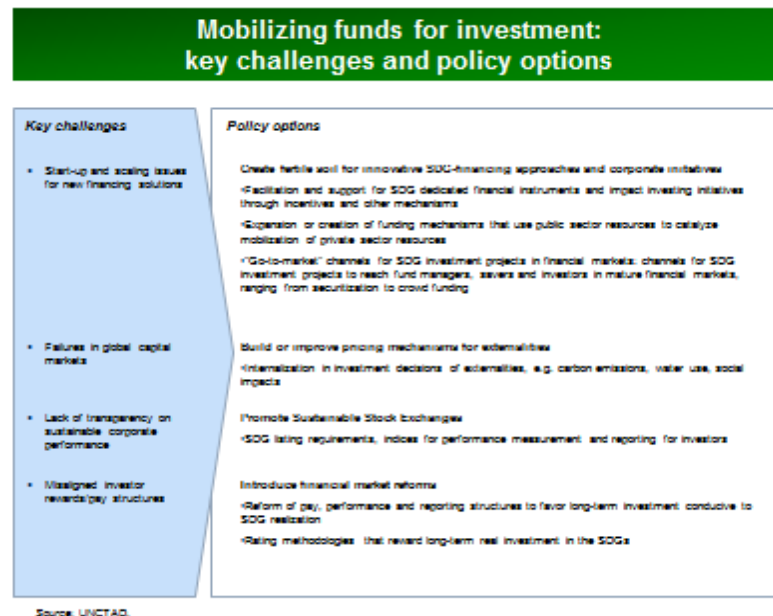 Mobilizing funds for investment:
key challenges and policy options
Key challenges
Policy options
• Start-up and scaling issues
for new financing solutions
Create fertile soil for innovative SDG-financing approaches and corporate initiatives
•Facilitation and support for SDG dedicated financial instruments and impact investing initiatives
through incentives and other mechanisms
•Expansion or creation of funding mechanisms that use public sector resources to catalyze
mobilization of private sector resources
•"Go-to-market" channels for SDG investment projects in financial markets: channels for SDG
investment projects to reach fund managers, savers and investors in mature financial markets,
ranging from securitization to crowd funding
• Failures in global capital
markets
Build or improve pricing mechanisms for externalities
•Internalization in investment decisions of externalities, e.g. carbon emissions, water use, social
impacts
• Lack of transparency on
sustainable corporate
performance
Promote Sustainable Stock Exchanges
•SDG listing requirements, indices for performance measurement and reporting for investors
• Misaligned investor
rewards/pay structures
Introduce financial market reforms
•Reform of pay, performance and reporting structures to favor long-term investment conducive to
SDG realization
•Rating methodologies that reward long-term real investment in the SDGs
Source: UNCTAD.